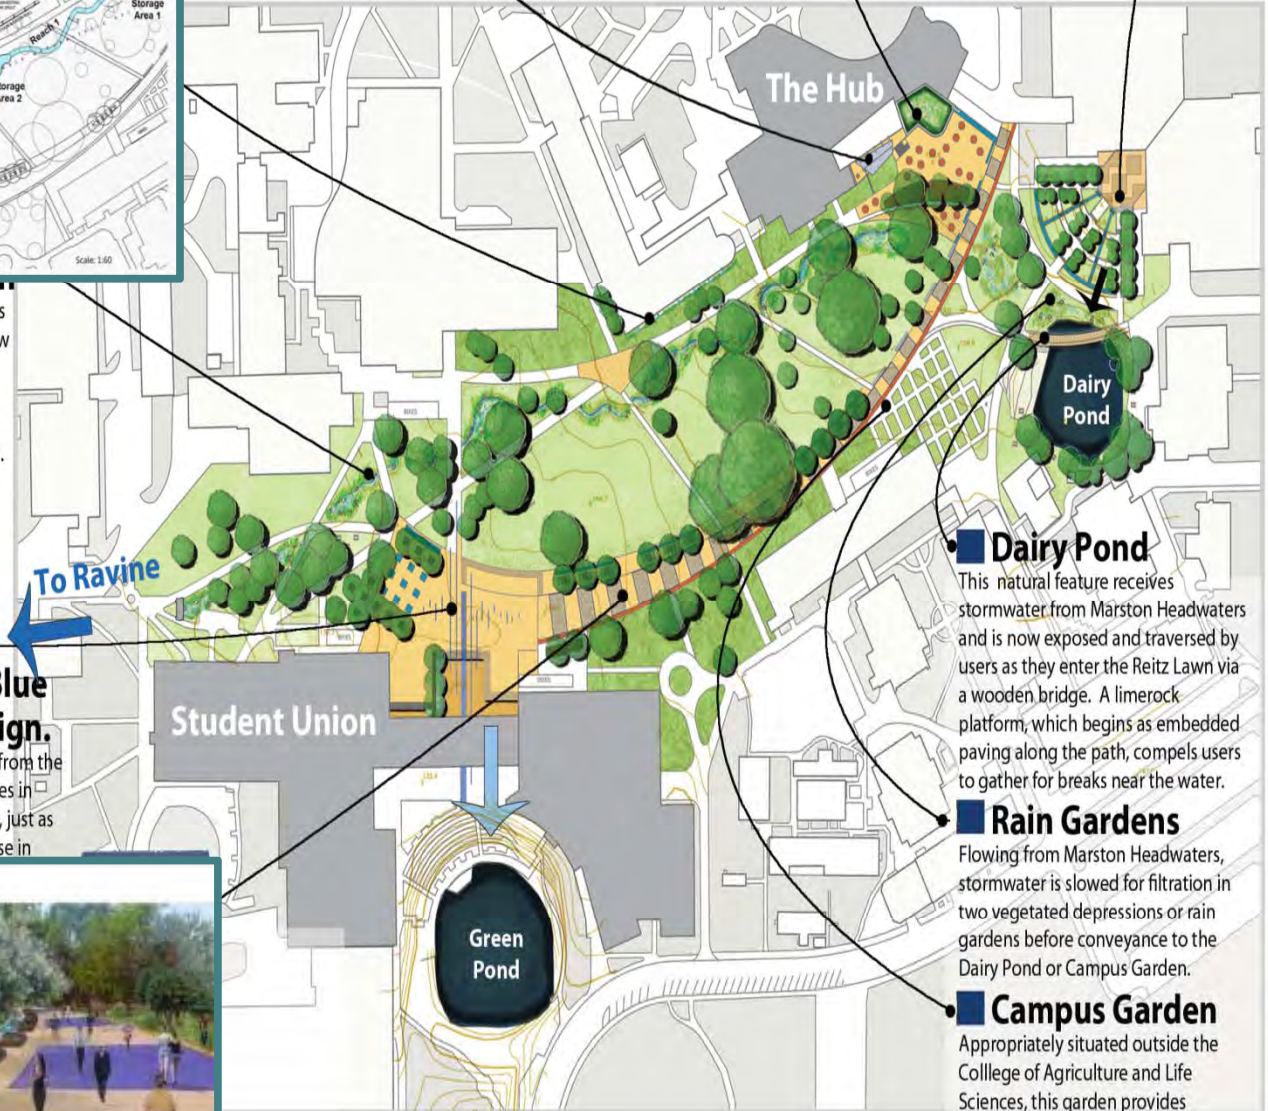 Storage
Area 1
Reach 1
Area 2
Scale: 1:60
The Hub
BIKES
Dairy
Pond
BIKES
To Ravine
BIKES
BIKES
Student Union
ign.
from the
es in
, just as
se in
Green
Pond
Dairy Pond
This natural feature receives
stormwater from Marston Headwaters
and is now exposed and traversed by
users as they enter the Reitz Lawn via
a wooden bridge. A limerock
platform, which begins as embedded
paving along the path, compels users
to gather for breaks near the water.
Rain Gardens
Flowing from Marston Headwaters,
stormwater is slowed for filtration in
two vegetated depressions or rain
gardens before conveyance to the
Dairy Pond or Campus Garden.
Campus Garden
Appropriately situated outside the
Colllege of Agriculture and Life
Sciences, this garden provides